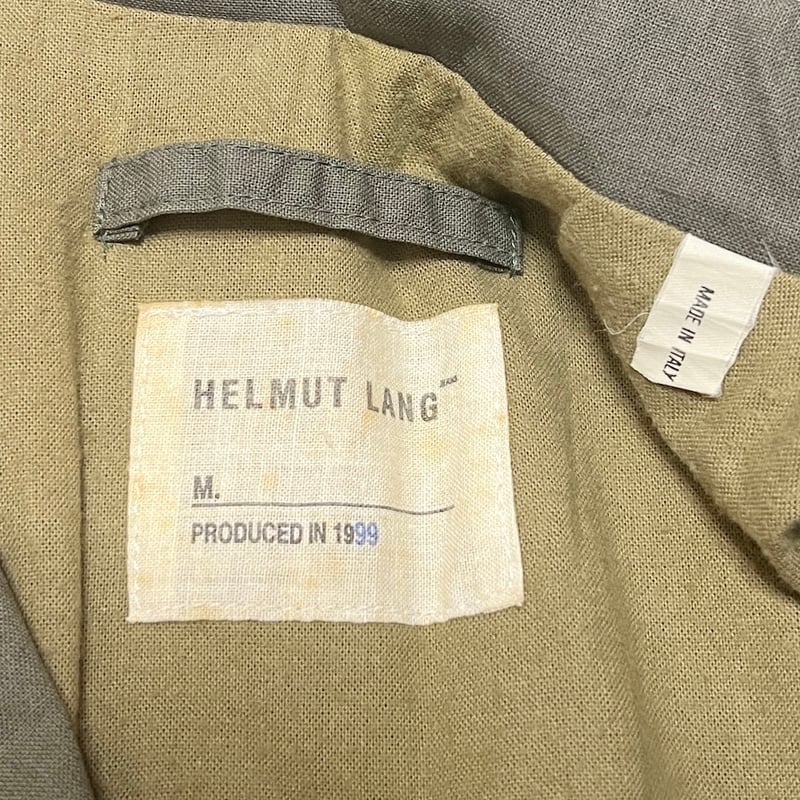 HELMUT LANG
M.
PRODUCED IN 1999
MADE IN ITALY